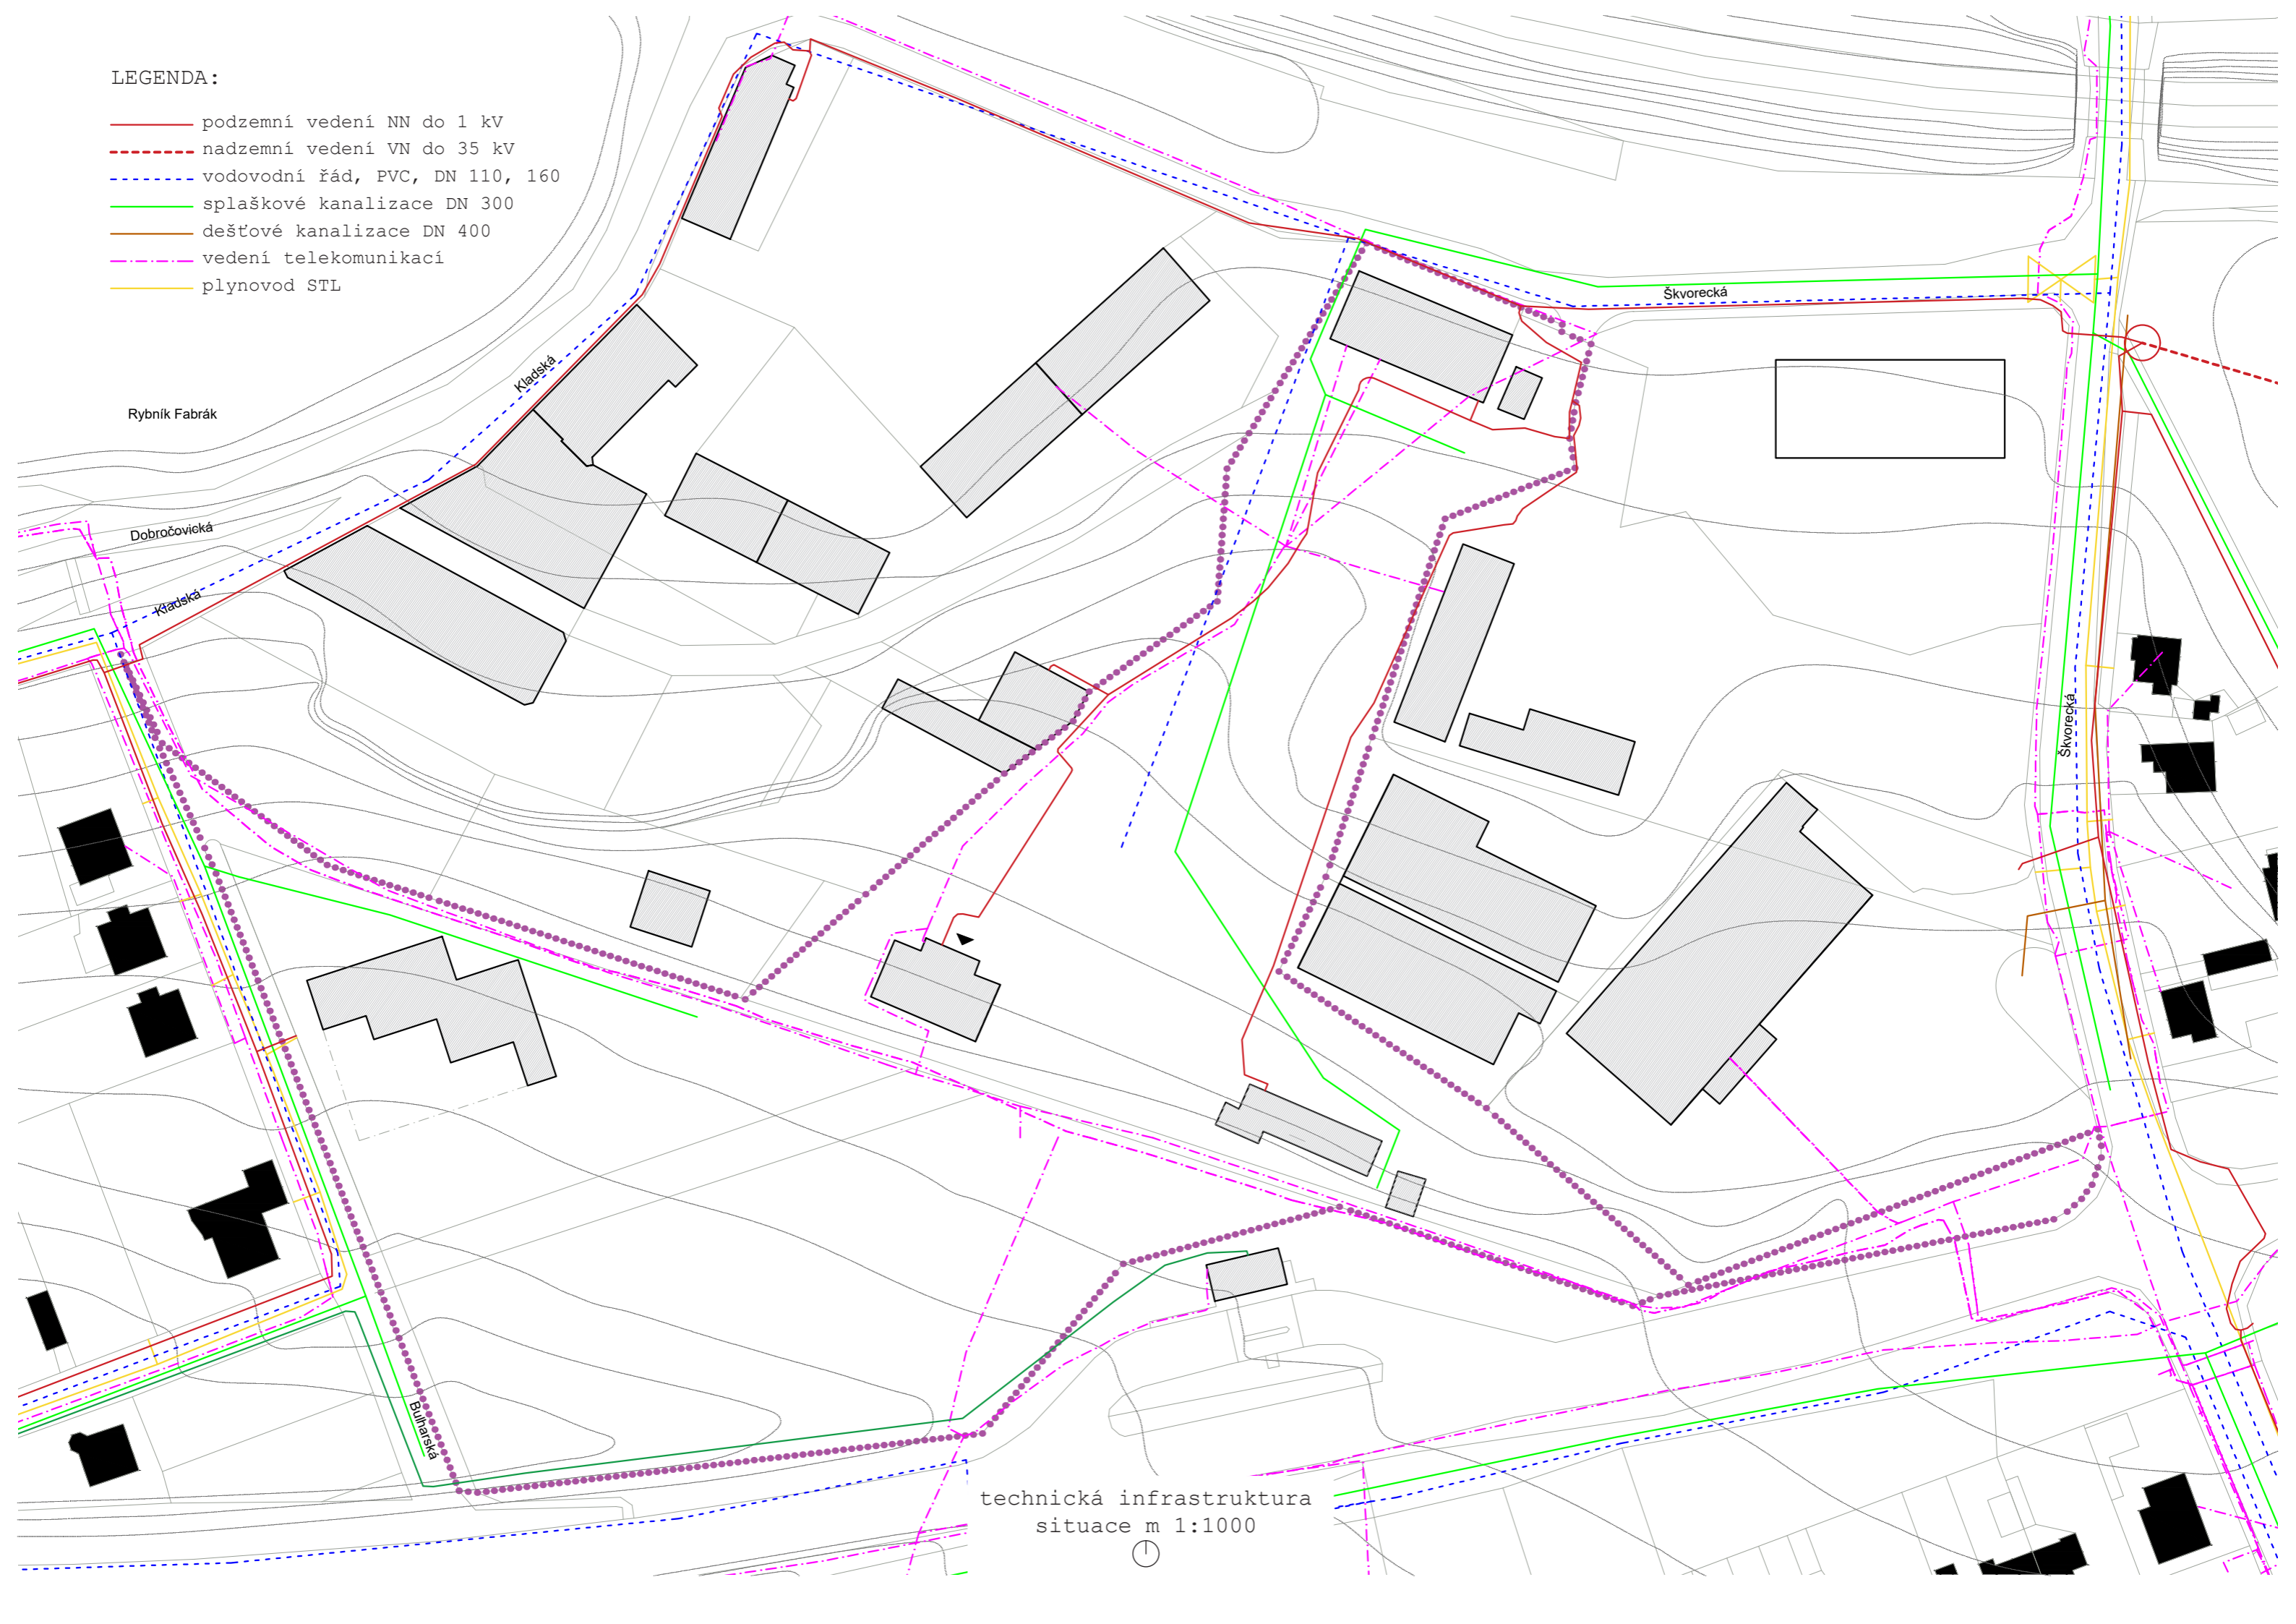 LEGENDA:
podzemní vedení NN do 1 kV
nadzemní vedení VN do 35 kV
vodovodní řád, PVC, DN 110, 160
splaškové kanalizace DN 300
dešťové kanalizace DN 400
vedení telekomunikací
plynovod STL
Škvorecká
Kladská
Rybník Fabrák
Dobročovická
Kladská
Škvorecká
Bulharská
technická infrastruktura
situace m 1:1000